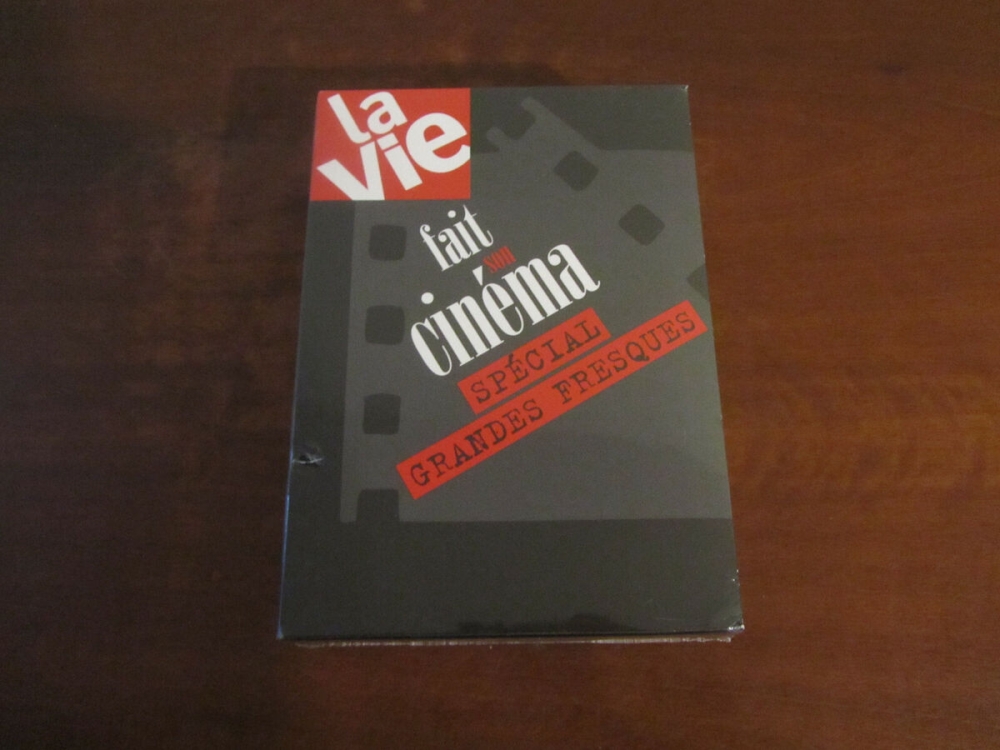 la
Vie
fait
son
cinéma
SPÉCIAL
GRANDES FRESQUES